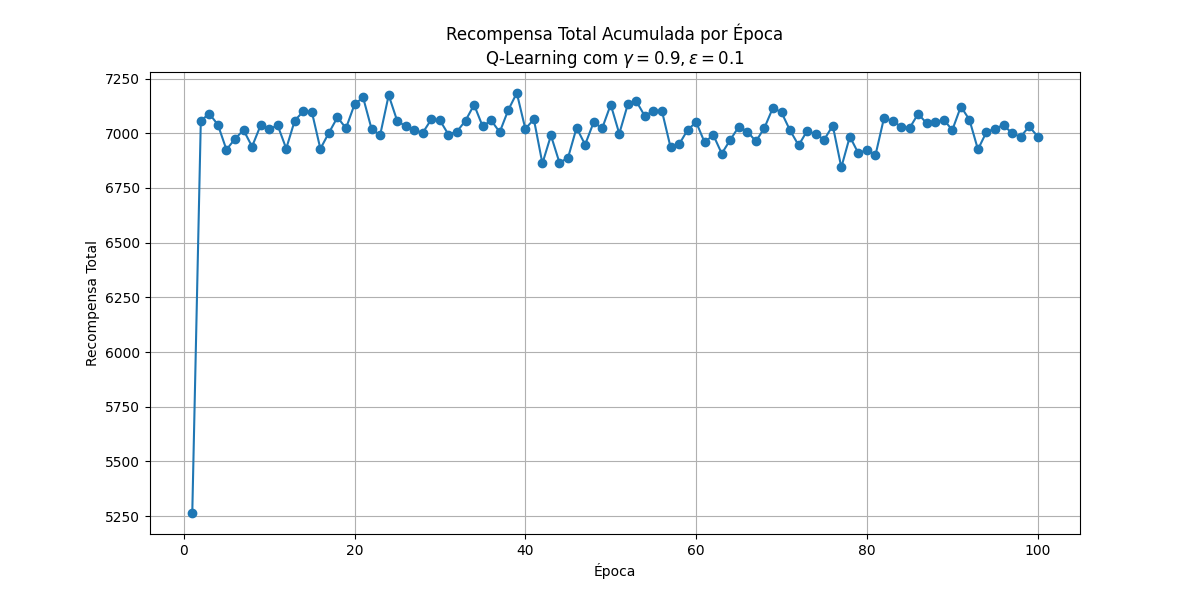 Recompensa Total Acumulada por Época
Q-Learning com γ = 0.9, ε = 0.1
7250
7000
6750
6500
6250
6000
5750
5500
5250
Recompensa Total
0 20 40 60 80 100
Época